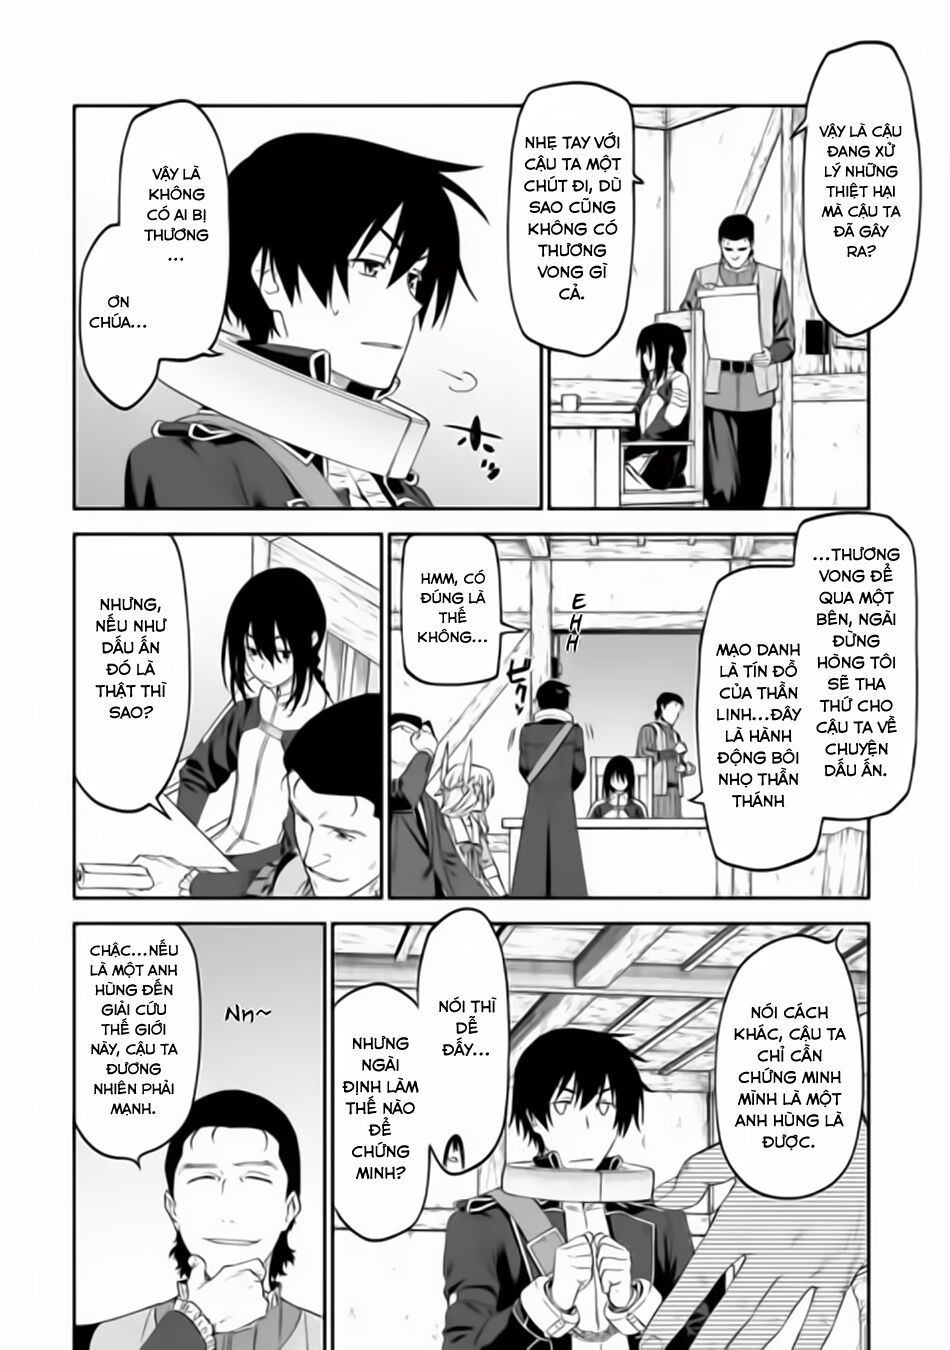 VẬY LÀ CẬU
ĐANG XỬ
LÝ NHỮNG
THIỆT HẠI
MÀ CẬU TA
ĐÃ GÂY
RA?
NHẸ TAY VỚI
CẬU TA MỘT
CHÚT ĐI, DÙ
SAO CŨNG
KHÔNG CÓ
THƯƠNG
VONG GÌ
CẢ.
VẬY LÀ
KHÔNG
CÓ AI BỊ
THƯƠNG
...
ƠN
CHÚA...
...THƯƠNG
VONG ĐỂ
QUA MỘT
BÊN, NGÀI
ĐỪNG
HÒNG TÔI
SẼ THA
THỨ CHO
CẬU TA VỀ
CHUYỆN
DẤU ẤN.
MẠO DANH
LÀ TÍN ĐỒ
CỦA THẦN
LINH...ĐÂY
LÀ HÀNH
ĐỘNG BÔI
NHỌ THẦN
THÁNH
EHH
ビクッ
HMM, CÓ
ĐÚNG LÀ
THẾ
KHÔNG...
NHƯNG,
NẾU NHƯ
DẤU ẤN
ĐÓ LÀ
THẬT THÌ
SAO?
NÓI CÁCH
KHÁC, CẬU TA
CHỈ CẦN
CHỨNG MINH
MÌNH LÀ MỘT
ANH HÙNG LÀ
ĐƯỢC.
NÓI THÌ
DỄ
ĐẤY...
NHƯNG
NGÀI
ĐỊNH LÀM
THẾ NÀO
ĐỂ
CHỨNG
MINH?
CHẬC...NẾU
LÀ MỘT ANH
HÙNG ĐẾN
GIẢI CỨU
THẾ GIỚI
NÀY, CẬU TA
ĐƯƠNG
NHIÊN PHẢI
MẠNH.
Nn~